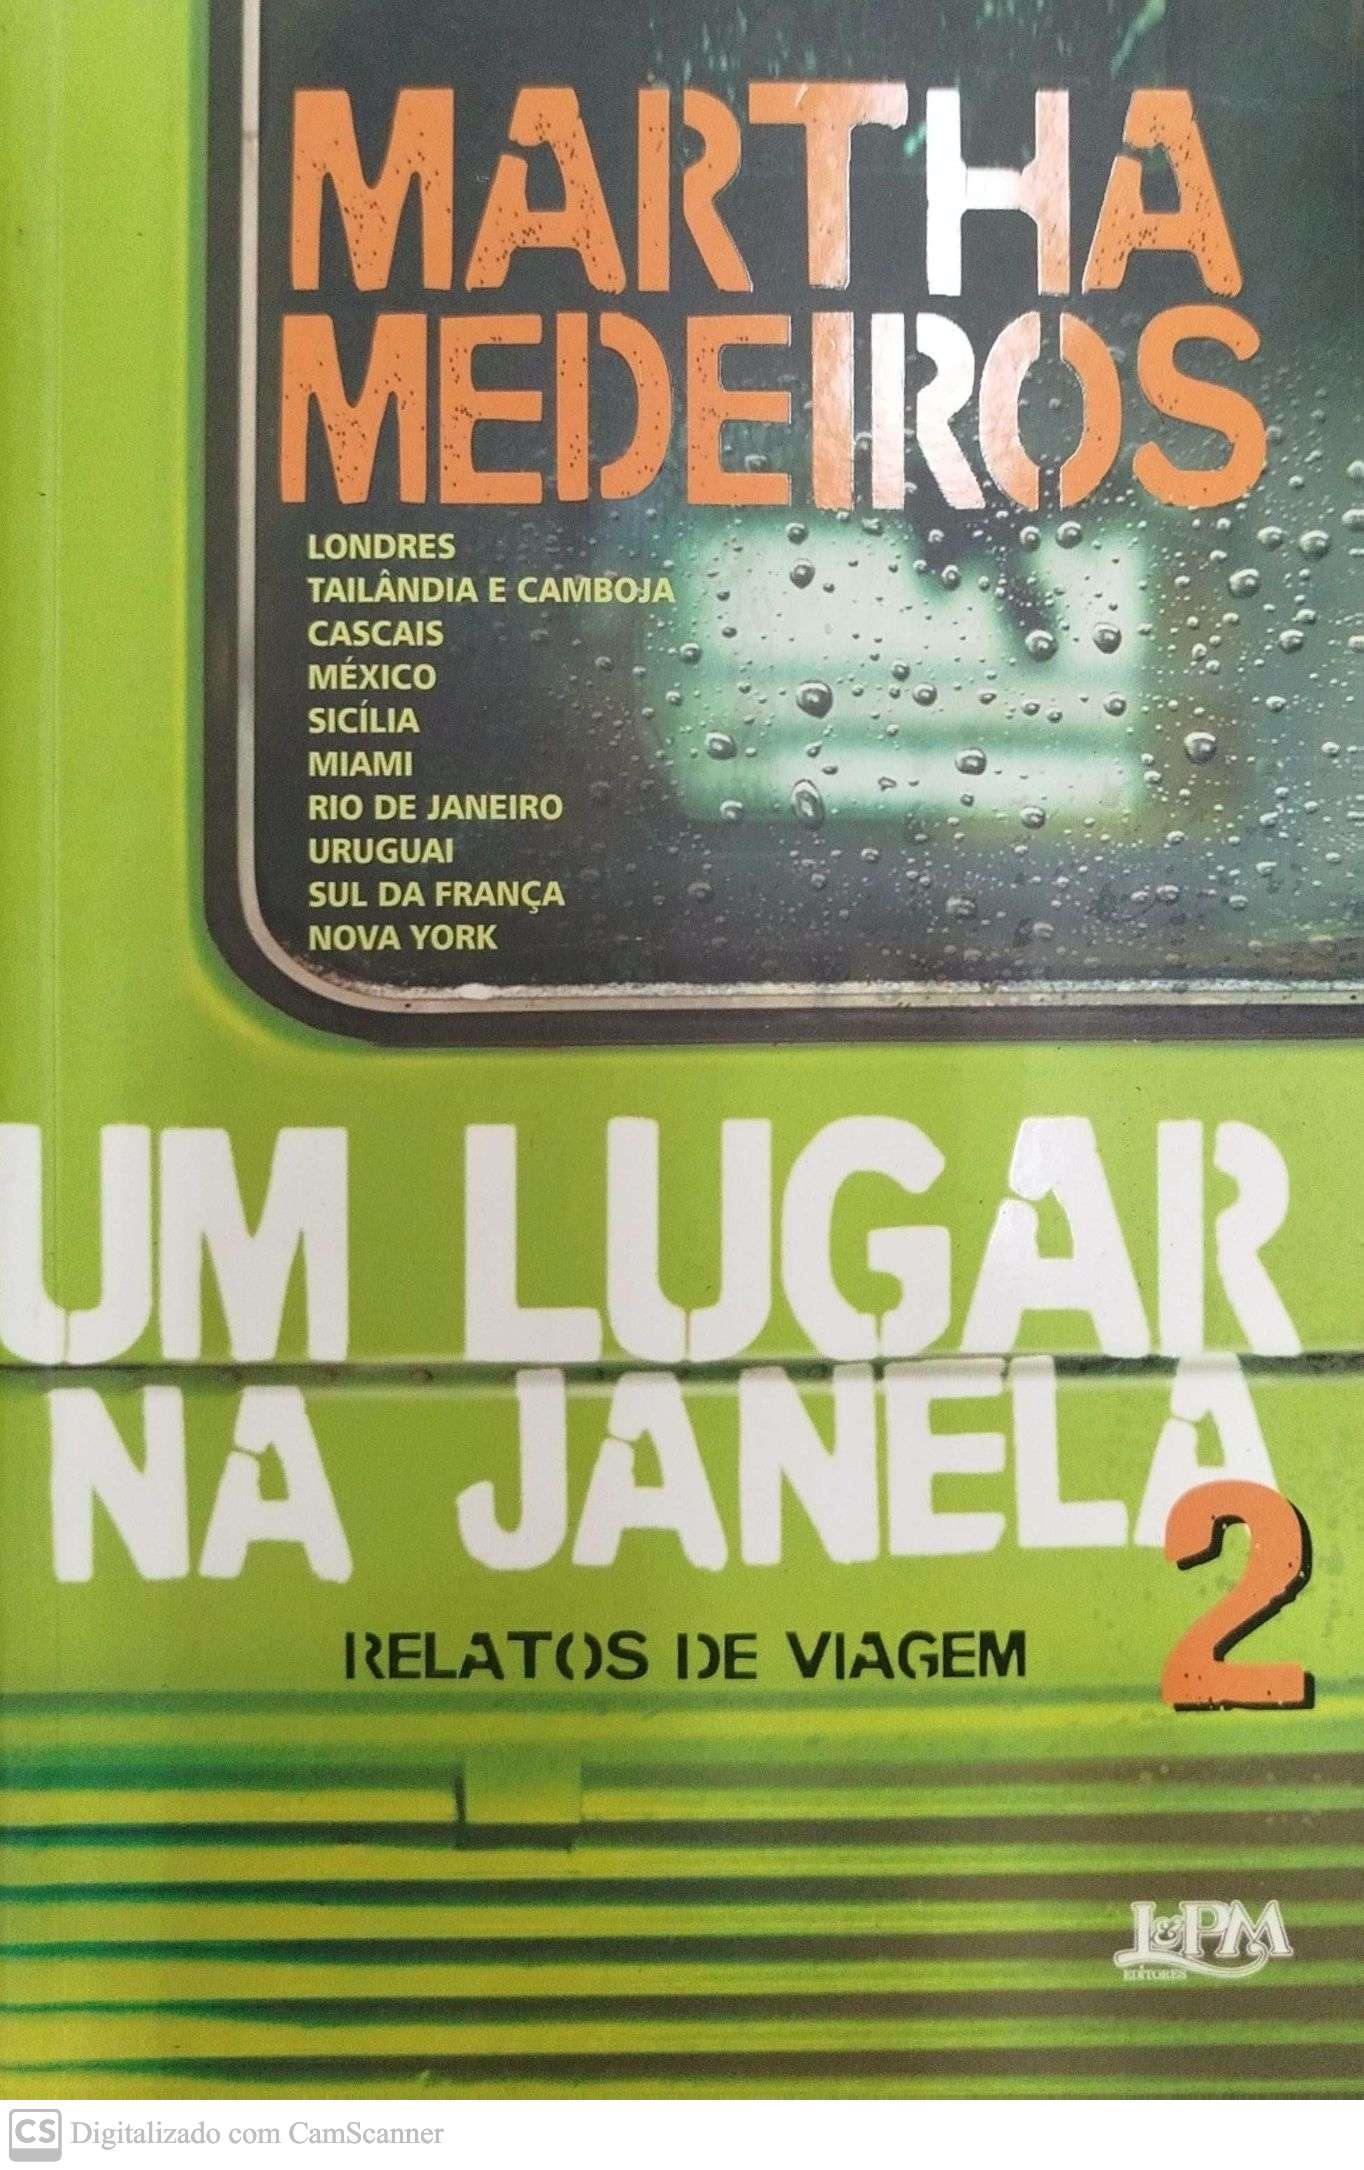 MARTHA
MEDEIROS
LONDRES
TAILÂNDIA E CAMBOJA
CASCAIS
MÉXICO
SICÍLIA
MIAMI
RIO DE JANEIRO
URUGUAI
SUL DA FRANÇA
NOVA YORK
UM LUGAR
NA JANELA
2
RELATOS DE VIAGEM
L&PM
EDITORES
CS Digitalizado com CamScanner